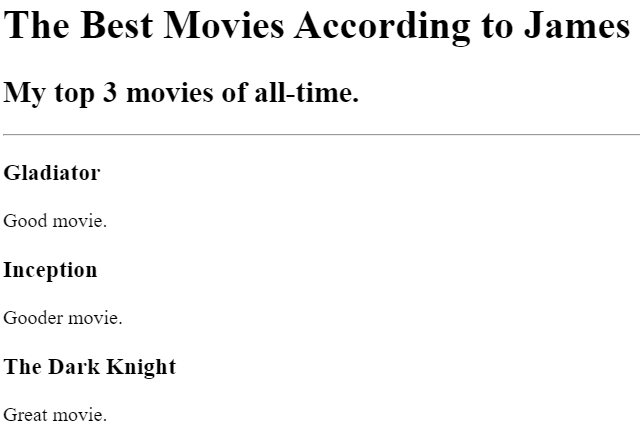 The Best Movies According to James
My top 3 movies of all-time.
Gladiator
Good movie.
Inception
Gooder movie.
The Dark Knight
Great movie.